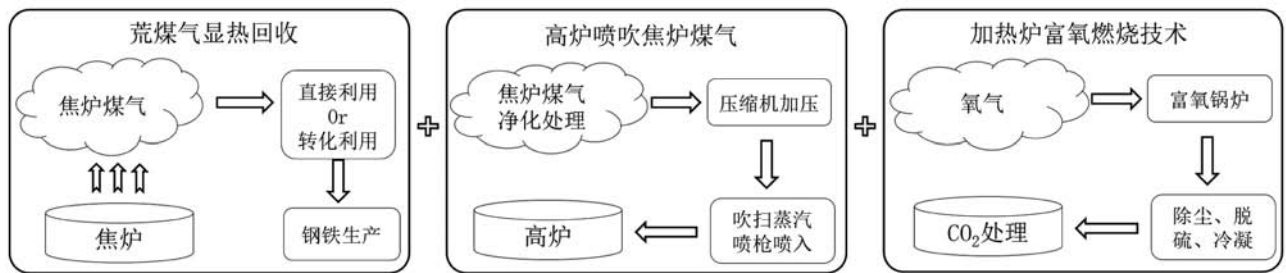 荒煤气显热回收
焦炉煤气
直接利用
Or
转化利用
焦炉
钢铁生产
+
高炉喷吹焦炉煤气
焦炉煤气
净化处理
压缩机加压
高炉
吹扫蒸汽
喷枪喷入
+
加热炉富氧燃烧技术
氧气
富氧锅炉
CO₂处理
除尘、脱
硫、冷凝